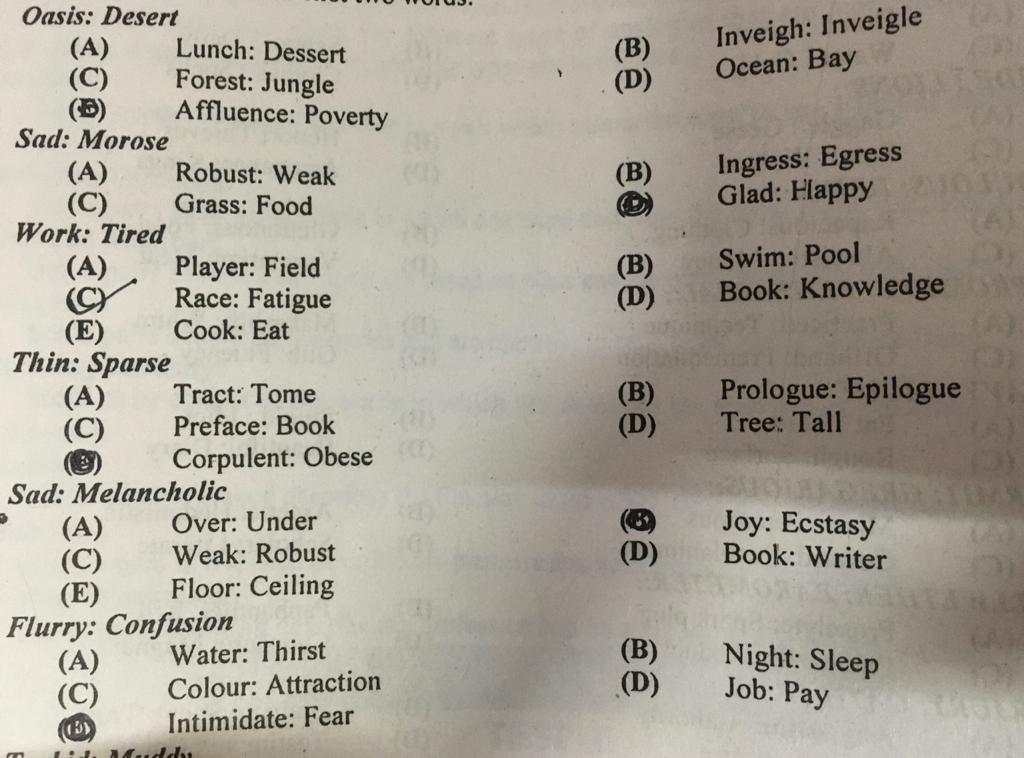 two words.
Oasis: Desert
(A) Lunch: Dessert (B) Inveigh: Inveigle
(C) Forest: Jungle (D) Ocean: Bay
(E) Affluence: Poverty
Sad: Morose
(A) Robust: Weak (B) Ingress: Egress
(C) Grass: Food (D) Glad: Happy
Work: Tired
(A) Player: Field (B) Swim: Pool
(C) Race: Fatigue (D) Book: Knowledge
(E) Cook: Eat
Thin: Sparse
(A) Tract: Tome (B) Prologue: Epilogue
(C) Preface: Book (D) Tree: Tall
(E) Corpulent: Obese
Sad: Melancholic
(A) Over: Under (B) Joy: Ecstasy
(C) Weak: Robust (D) Book: Writer
(E) Floor: Ceiling
Flurry: Confusion
(A) Water: Thirst (B) Night: Sleep
(C) Colour: Attraction (D) Job: Pay
(E) Intimidate: Fear
Muddy